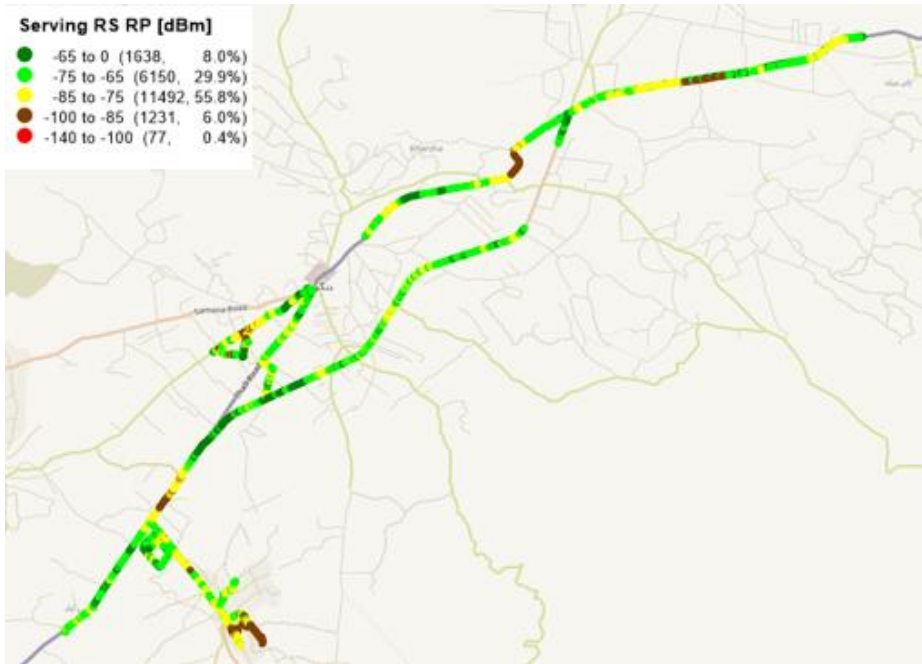 Serving RS RP [dBm]
-65 to 0 (1638, 8.0%)
-75 to -65 (6150, 29.9%)
-85 to -75 (11492, 55.8%)
-100 to -85 (1231, 6.0%)
-140 to -100 (77, 0.4%)